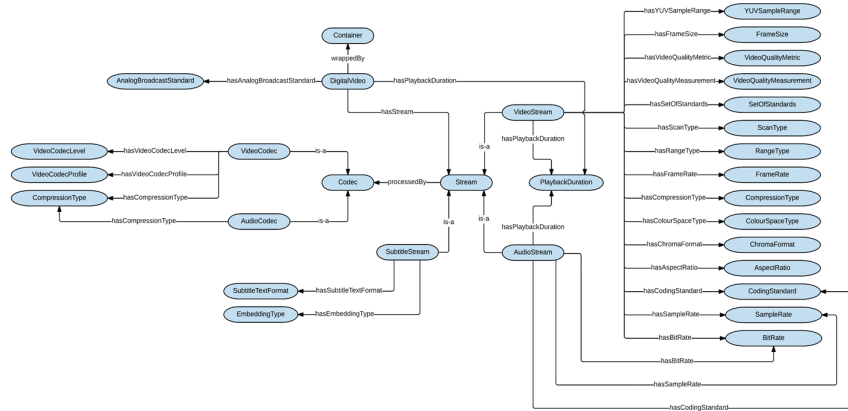 hasYUVSampleRange
YUVSampleRange
hasFrameSize
FrameSize
Container
wrappedBy
hasVideoQualityMetric
VideoQualityMetric
AnalogBroadcastStandard
hasAnalogBroadcastStandard
DigitalVideo
hasPlaybackDuration
hasVideoQualityMeasurement
VideoQualityMeasurement
hasStream
VideoStream
hasSetOfStandards
SetOfStandards
hasScanType
ScanType
hasPlaybackDuration
is-a
VideoCodecLevel
hasVideoCodecLevel
VideoCodec
is-a
hasRangeType
RangeType
VideoCodecProfile
hasVideoCodecProfile
Codec
processedBy
Stream
PlaybackDuration
hasFrameRate
FrameRate
CompressionType
hasCompressionType
hasCompressionType
CompressionType
hasCompressionType
AudioCodec
is-a
is-a
is-a
hasPlaybackDuration
hasColourSpaceType
ColourSpaceType
SubtitleStream
AudioStream
hasChromaFormat
ChromaFormat
hasAspectRatio
AspectRatio
SubtitleTextFormat
hasSubtitleTextFormat
hasCodingStandard
CodingStandard
EmbeddingType
hasEmbeddingType
hasSampleRate
SampleRate
hasBitRate
BitRate
hasBitRate
hasSampleRate
hasCodingStandard